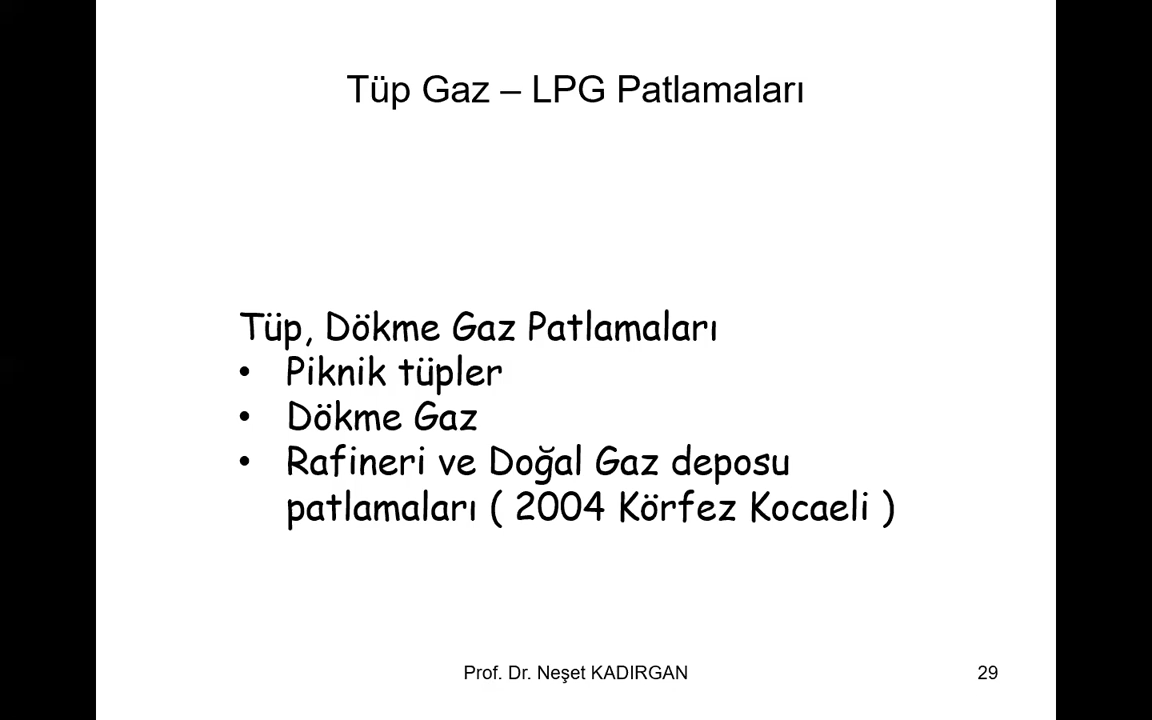 Tüp Gaz – LPG Patlamaları
Tüp, Dökme Gaz Patlamaları
• Piknik tüpler
• Dökme Gaz
• Rafineri ve Doğal Gaz deposu
patlamaları ( 2004 Körfez Kocaeli )
Prof. Dr. Neşet KADIRGAN
29